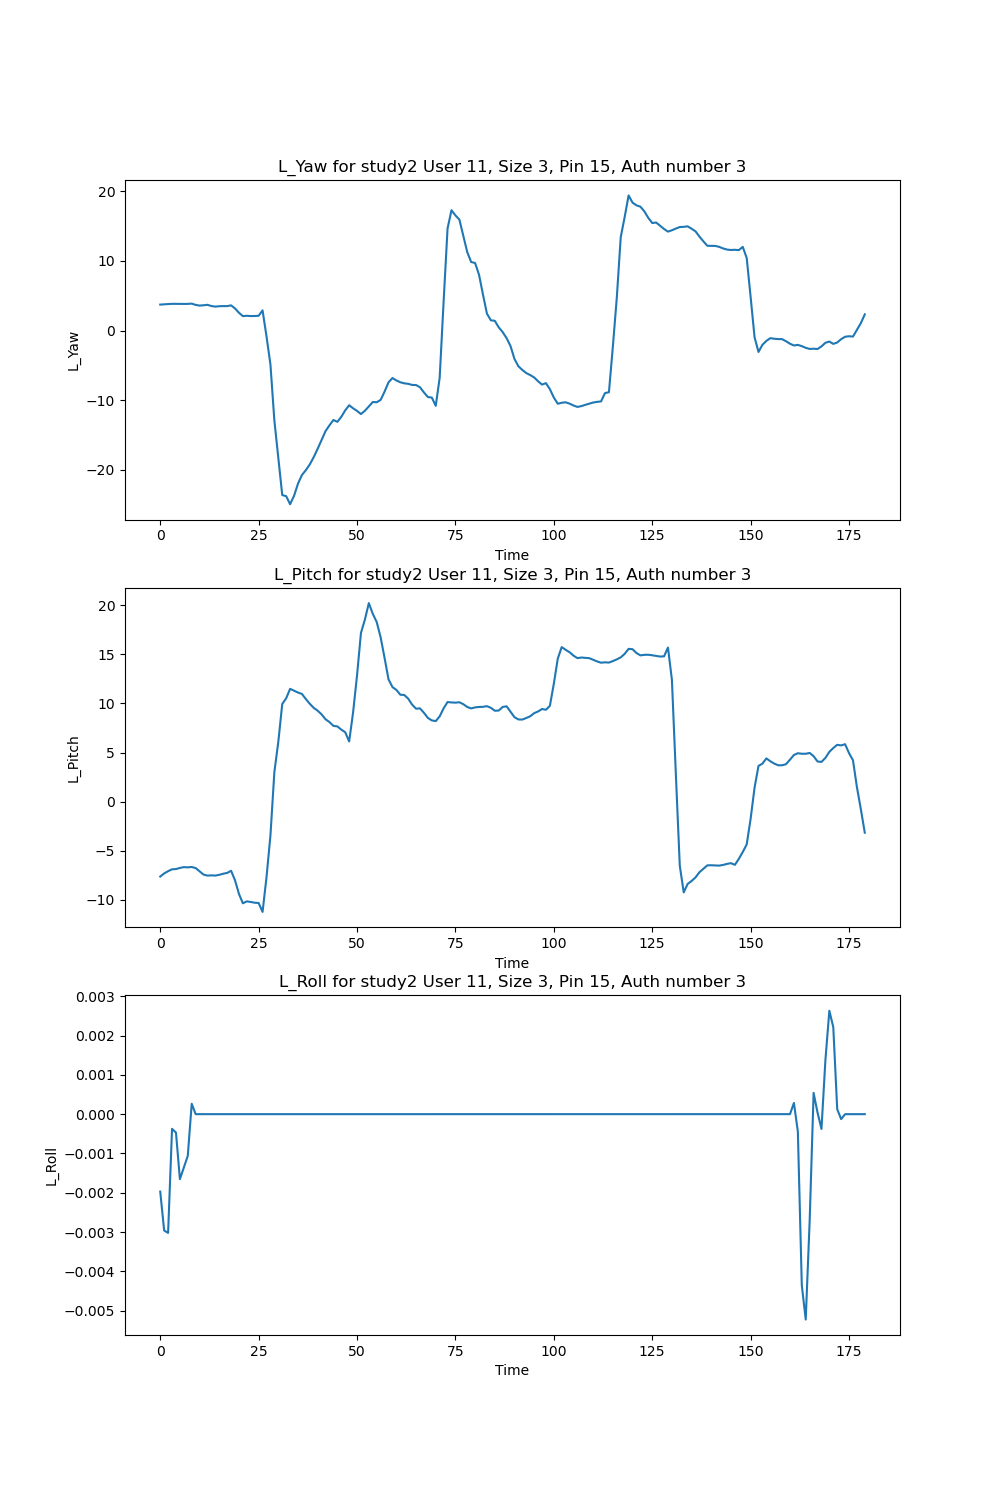 L_Yaw for study2 User 11, Size 3, Pin 15, Auth number 3
20
10
0
−10
−20
L_Yaw
0 25 50 75 100 125 150 175
Time
L_Pitch for study2 User 11, Size 3, Pin 15, Auth number 3
20
15
10
5
0
−5
−10
L_Pitch
0 25 50 75 100 125 150 175
Time
L_Roll for study2 User 11, Size 3, Pin 15, Auth number 3
0.003
0.002
0.001
0.000
−0.001
−0.002
−0.003
−0.004
−0.005
L_Roll
0 25 50 75 100 125 150 175
Time